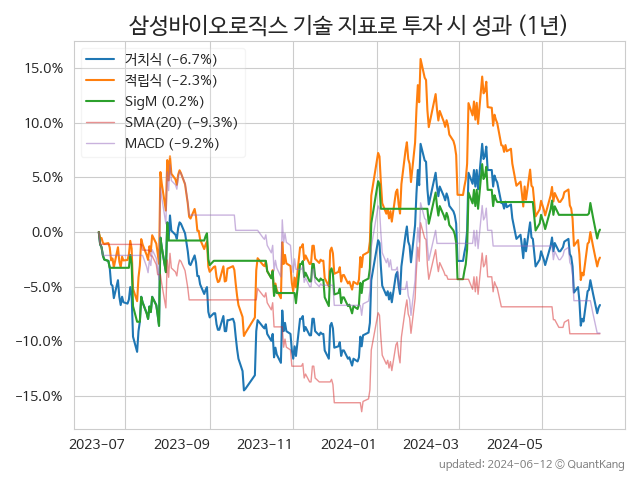 삼성바이오로직스 기술 지표로 투자 시 성과 (1년)
거치식 (−6.7%)
적립식 (−2.3%)
SigM (0.2%)
SMA(20) (−9.3%)
MACD (−9.2%)
15.0%
10.0%
5.0%
0.0%
−5.0%
−10.0%
−15.0%
2023-07 2023-09 2023-11 2024-01 2024-03 2024-05
updated: 2024-06-12 © QuantKang